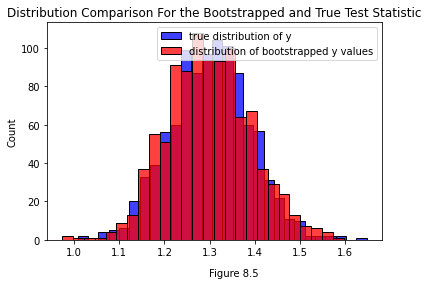 Distribution Comparison For the Bootstrapped and True Test Statistic
true distribution of y
distribution of bootstrapped y values
100
80
60
40
20
0
Count
1.0 1.1 1.2 1.3 1.4 1.5 1.6
Figure 8.5